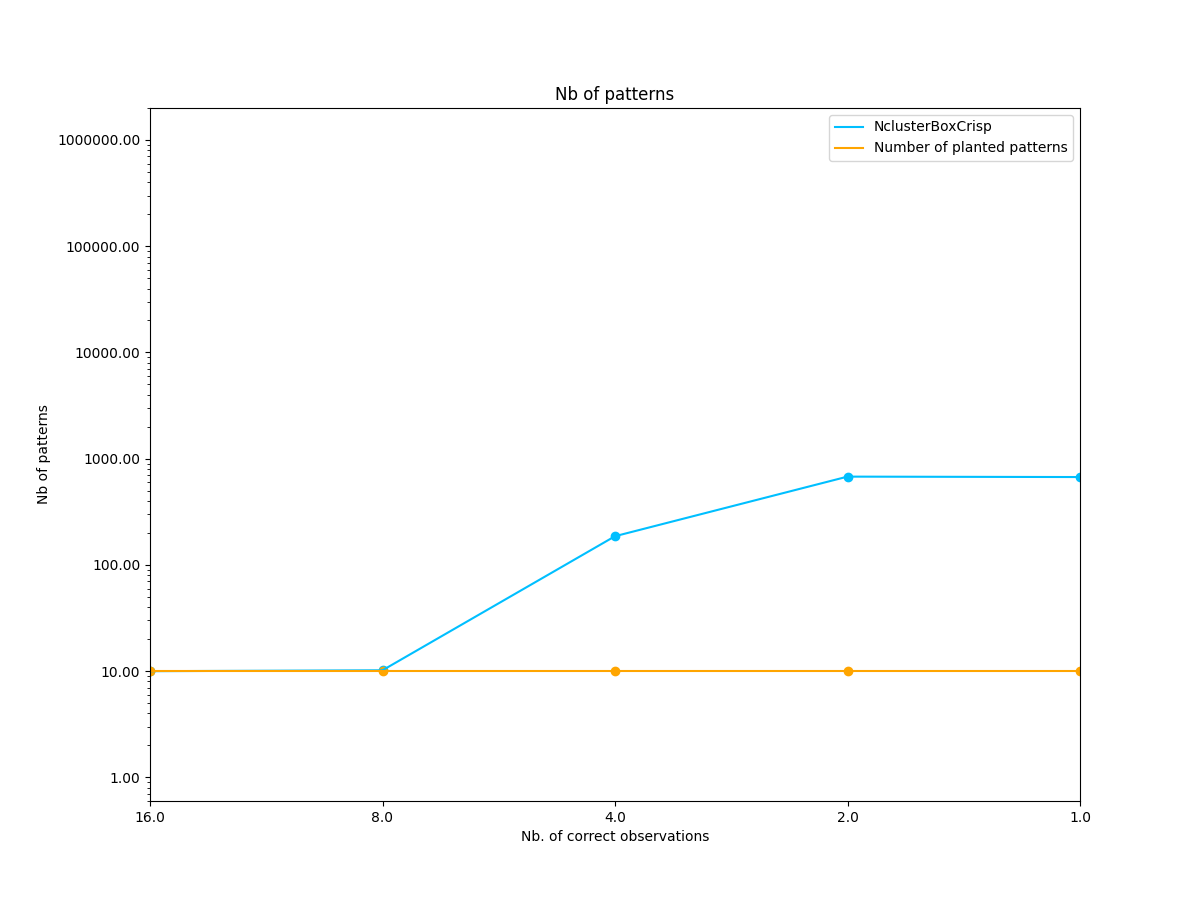 Nb of patterns
NclusterBoxCrisp
Number of planted patterns
1000000.00
100000.00
10000.00
1000.00
100.00
10.00
1.00
Nb of patterns
16.0 8.0 4.0 2.0 1.0
Nb. of correct observations